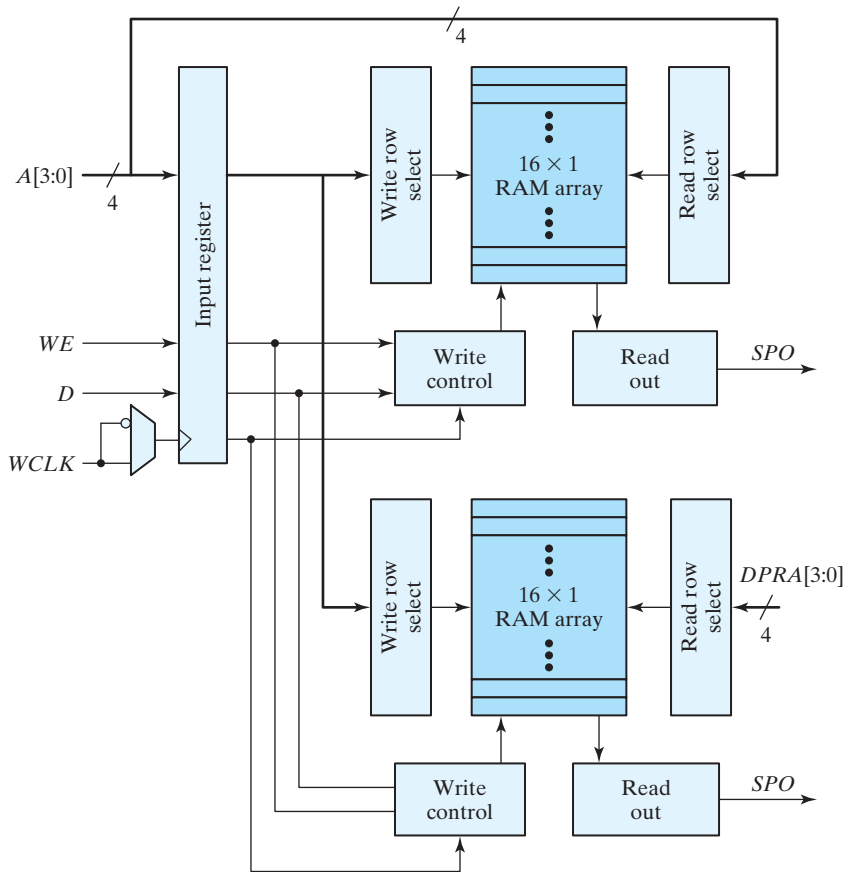 4
A[3:0]
4
Input register
Write row
select
16 × 1
RAM array
Read row
select
WE
D
WCLK
Write
control
Read
out
SPO
Write row
select
16 × 1
RAM array
Read row
select
DPRA[3:0]
4
Write
control
Read
out
SPO